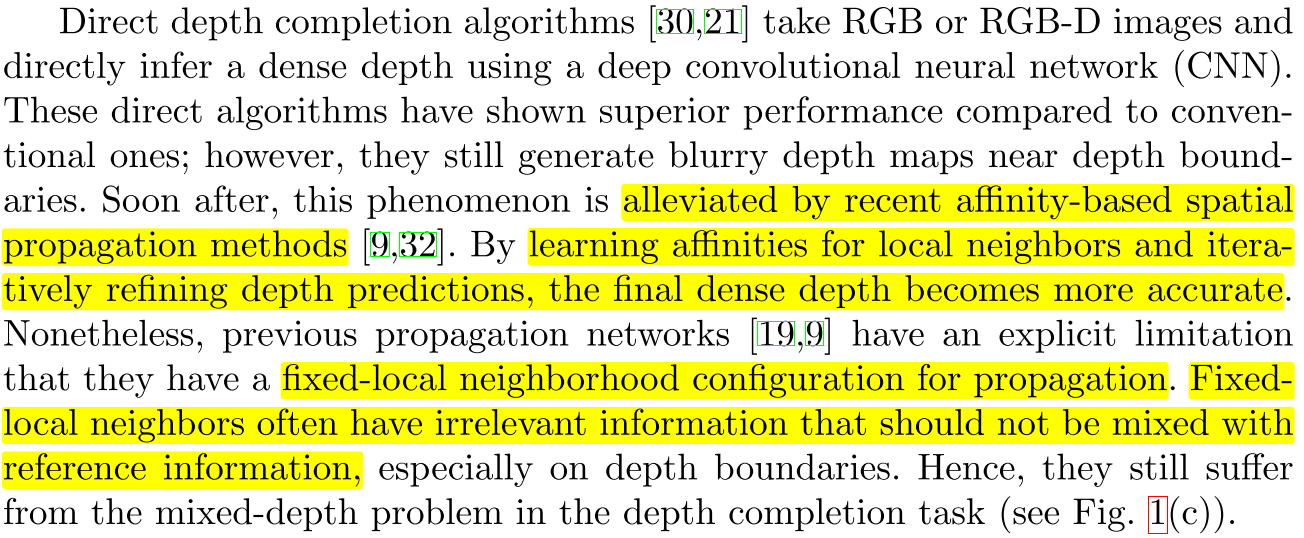 Direct depth completion algorithms [30,21] take RGB or RGB-D images and
directly infer a dense depth using a deep convolutional neural network (CNN).
These direct algorithms have shown superior performance compared to conven-
tional ones; however, they still generate blurry depth maps near depth bound-
aries. Soon after, this phenomenon is alleviated by recent affinity-based spatial
propagation methods [9,32]. By learning affinities for local neighbors and itera-
tively refining depth predictions, the final dense depth becomes more accurate.
Nonetheless, previous propagation networks [19,9] have an explicit limitation
that they have a fixed-local neighborhood configuration for propagation. Fixed-
local neighbors often have irrelevant information that should not be mixed with
reference information, especially on depth boundaries. Hence, they still suffer
from the mixed-depth problem in the depth completion task (see Fig. 1(c)).